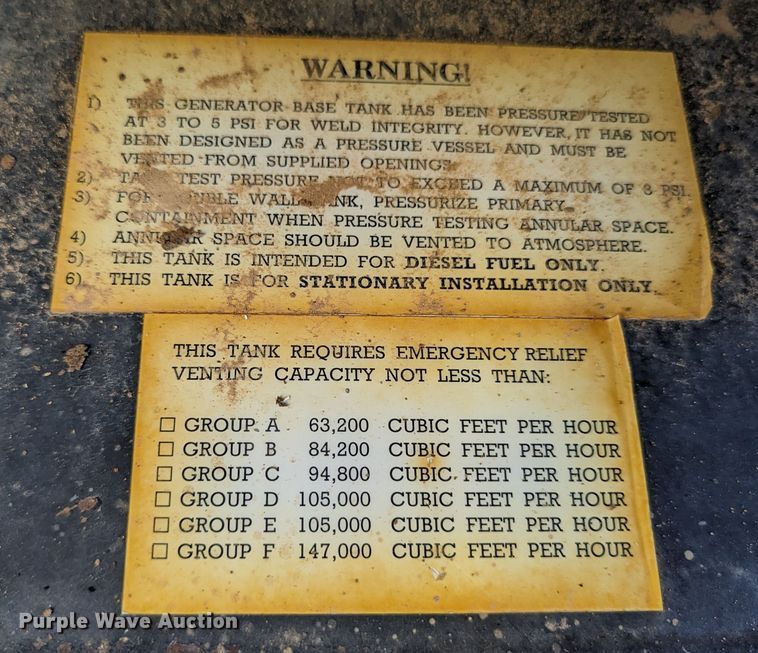 WARNING!
1) THIS GENERATOR BASE TANK HAS BEEN PRESSURE TESTED
AT 3 TO 5 PSI FOR WELD INTEGRITY. HOWEVER, IT HAS NOT
BEEN DESIGNED AS A PRESSURE VESSEL AND MUST BE
VENTED FROM SUPPLIED OPENINGS.
2) TEST PRESSURE NOT TO EXCEED A MAXIMUM OF 3 PSI.
3) FOR WALL PRESSURIZE PRIMARY
CONTAINMENT WHEN PRESSURE TESTING ANNULAR SPACE.
4) ANNULAR SPACE SHOULD BE VENTED TO ATMOSPHERE.
5) THIS TANK IS INTENDED FOR DIESEL FUEL ONLY.
6) THIS TANK IS FOR STATIONARY INSTALLATION ONLY.
THIS TANK REQUIRES EMERGENCY RELIEF
VENTING CAPACITY NOT LESS THAN:
☐ GROUP A 63,200 CUBIC FEET PER HOUR
☐ GROUP B 84,200 CUBIC FEET PER HOUR
☐ GROUP C 94,800 CUBIC FEET PER HOUR
☐ GROUP D 105,000 CUBIC FEET PER HOUR
☐ GROUP E 105,000 CUBIC FEET PER HOUR
☐ GROUP F 147,000 CUBIC FEET PER HOUR
Purple Wave Auction